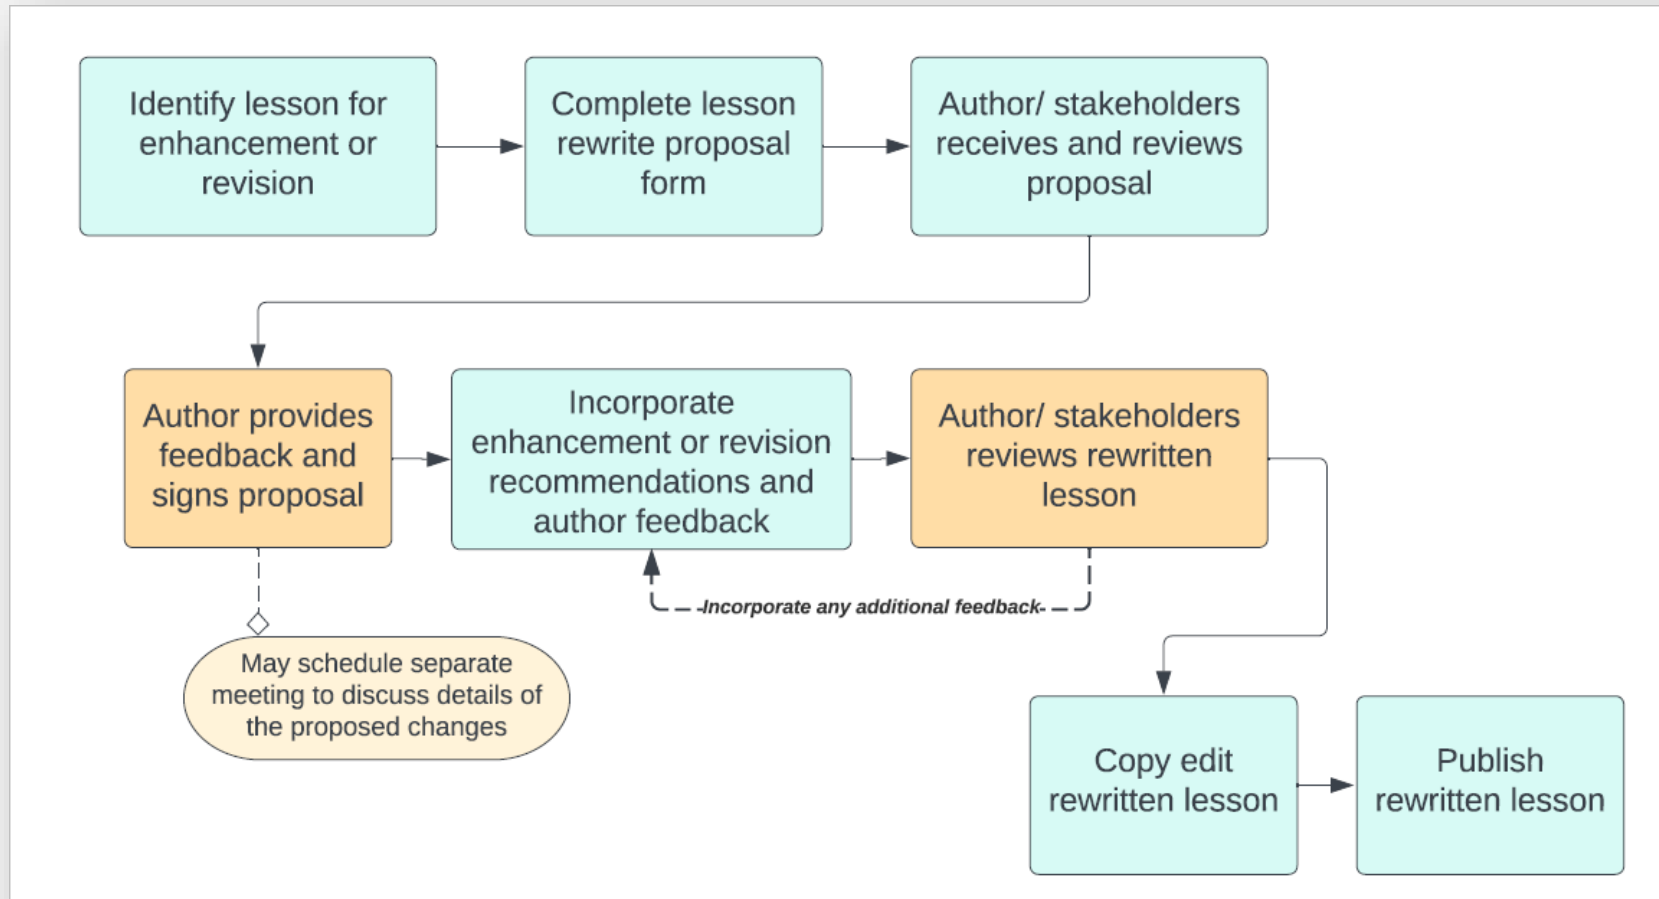 Identify lesson for
enhancement or
revision
Complete lesson
rewrite proposal
form
Author/ stakeholders
receives and reviews
proposal
Author provides
feedback and
signs proposal
Incorporate
enhancement or revision
recommendations and
author feedback
Author/ stakeholders
reviews rewritten
lesson
Incorporate any additional feedback
May schedule separate
meeting to discuss details of
the proposed changes
Copy edit
rewritten lesson
Publish
rewritten lesson